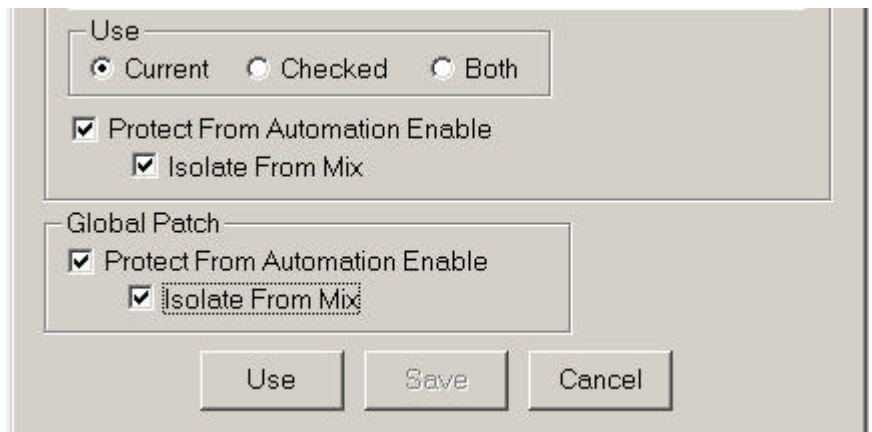 Use
Current Checked Both
Protect From Automation Enable
Isolate From Mix
Global Patch
Protect From Automation Enable
Isolate From Mix
Use Save Cancel